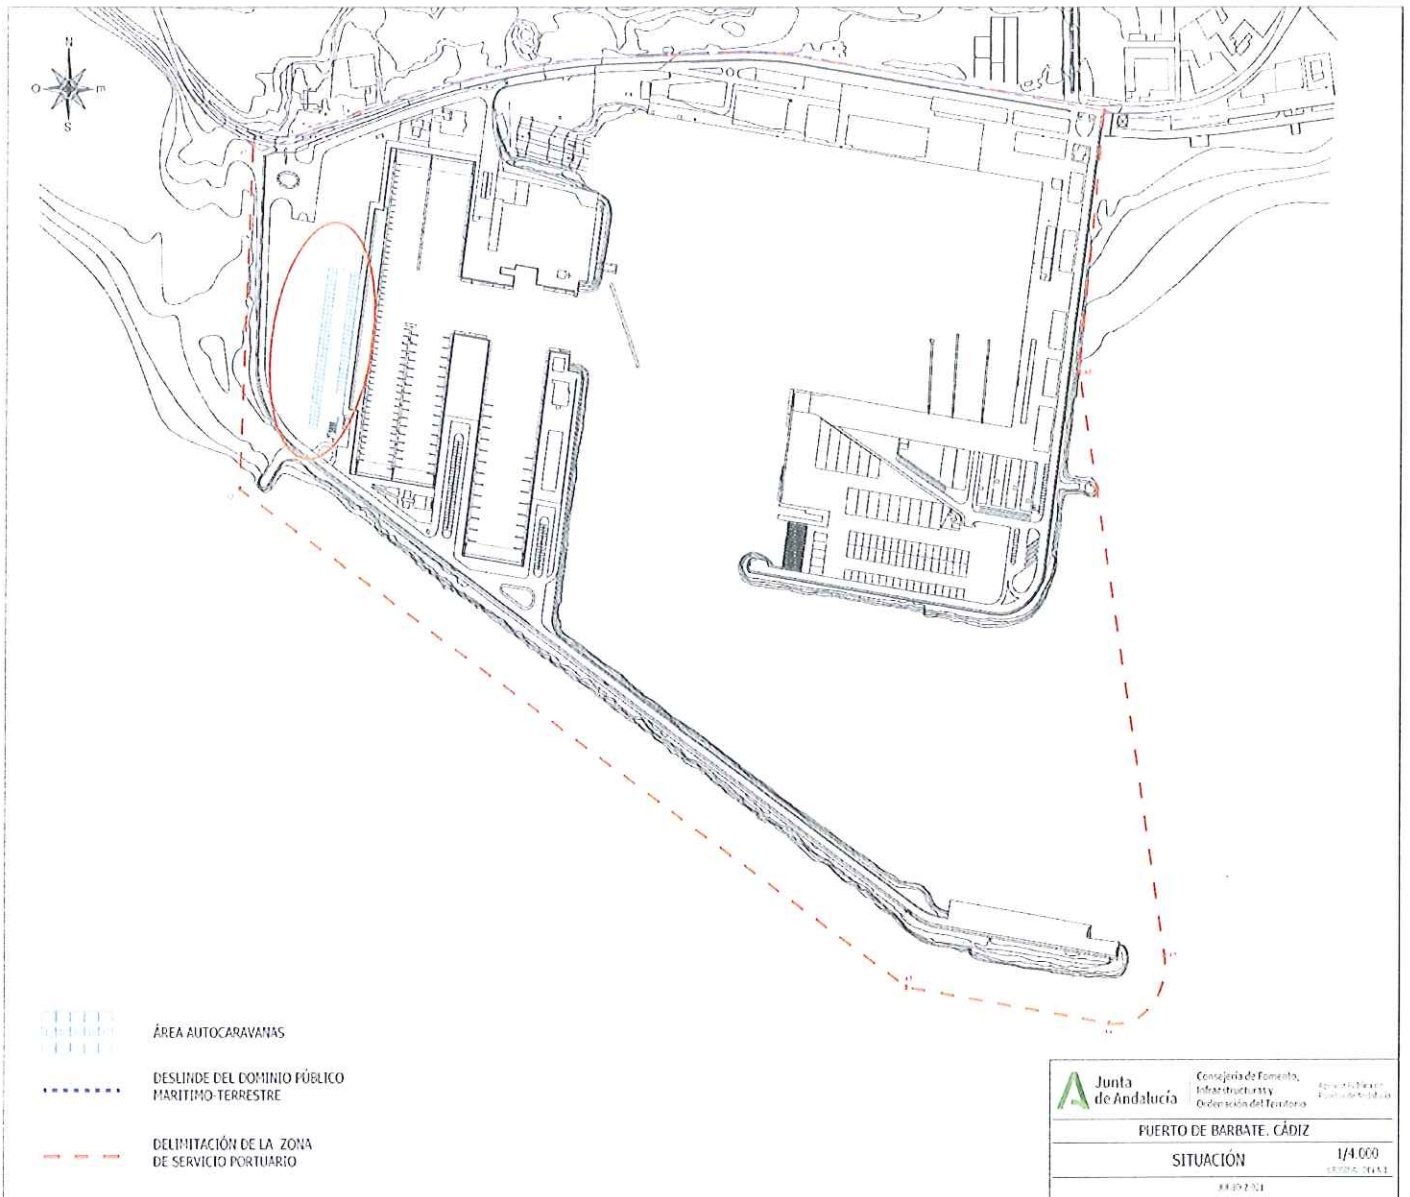 N
O
S
ÁREA AUTOCARAVANAS
DESLINDE DEL DOMINIO PÚBLICO
MARÍTIMO-TERRESTRE
DELIMITACIÓN DE LA ZONA
DE SERVICIO PORTUARIO
Junta
de Andalucía
Consejería de Fomento,
Infraestructuras y
Ordenación del Territorio
PUERTO DE BARBATE. CÁDIZ
SITUACIÓN
1/4.000